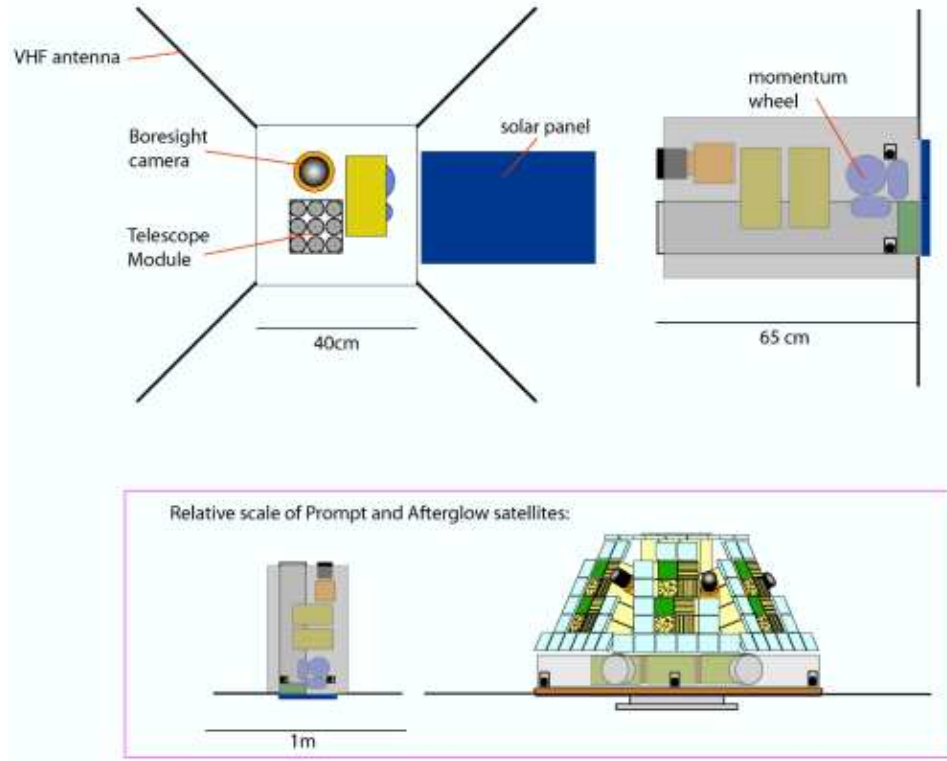 VHF antenna
Boresight
camera
Telescope
Module
solar panel
momentum
wheel
40cm
65 cm
Relative scale of Prompt and Afterglow satellites:
1m